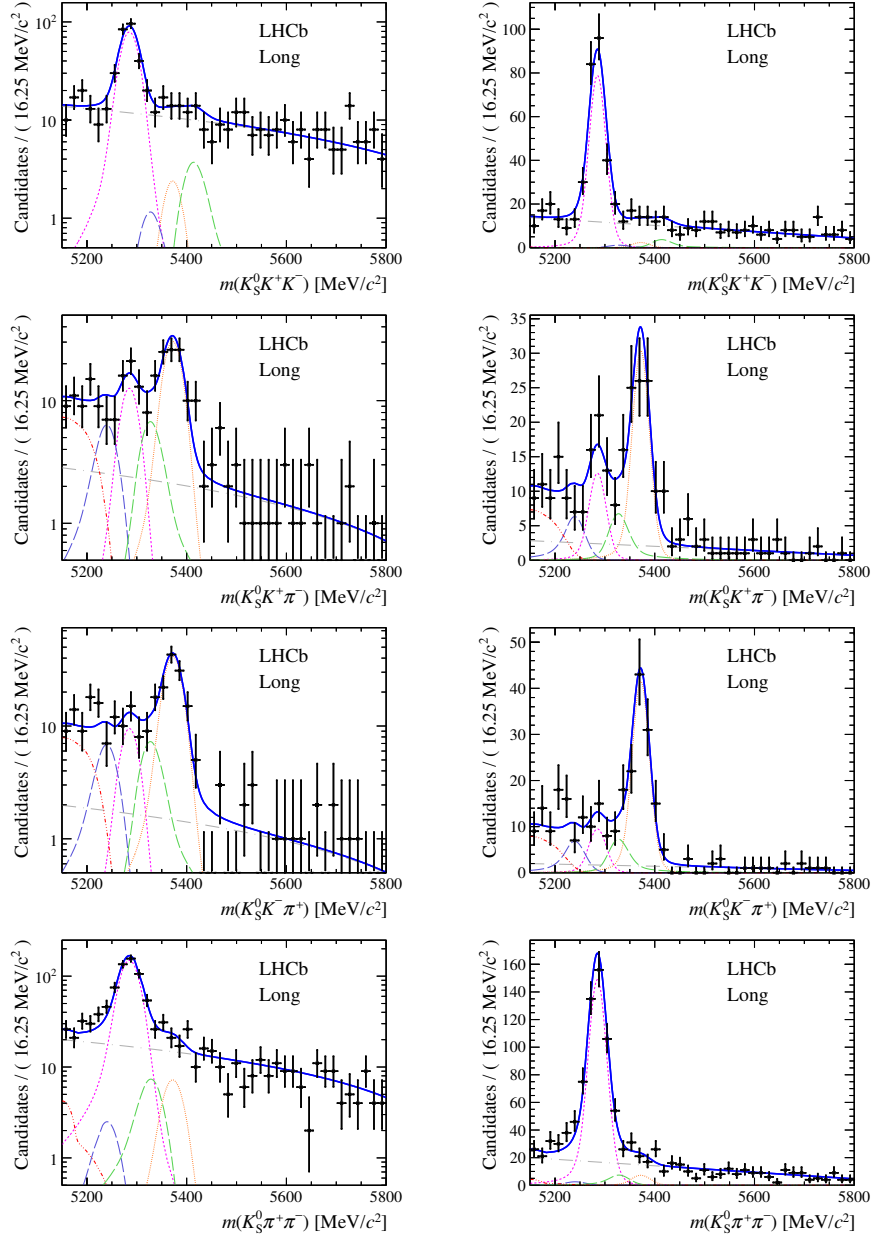 Candidates / ( 16.25 MeV/c² )
10²
10
1
LHCb
Long
5200 5400 5600 5800
m(K⁰_S K⁺K⁻) [MeV/c²]
Candidates / ( 16.25 MeV/c² )
100
80
60
40
20
0
LHCb
Long
5200 5400 5600 5800
m(K⁰_S K⁺K⁻) [MeV/c²]
Candidates / ( 16.25 MeV/c² )
10
1
LHCb
Long
5200 5400 5600 5800
m(K⁰_S K⁺π⁻) [MeV/c²]
Candidates / ( 16.25 MeV/c² )
35
30
25
20
15
10
5
0
LHCb
Long
5200 5400 5600 5800
m(K⁰_S K⁺π⁻) [MeV/c²]
Candidates / ( 16.25 MeV/c² )
10
1
LHCb
Long
5200 5400 5600 5800
m(K⁰_S K⁻π⁺) [MeV/c²]
Candidates / ( 16.25 MeV/c² )
50
40
30
20
10
0
LHCb
Long
5200 5400 5600 5800
m(K⁰_S K⁻π⁺) [MeV/c²]
Candidates / ( 16.25 MeV/c² )
10²
10
1
LHCb
Long
5200 5400 5600 5800
m(K⁰_S π⁺π⁻) [MeV/c²]
Candidates / ( 16.25 MeV/c² )
160
140
120
100
80
60
40
20
0
LHCb
Long
5200 5400 5600 5800
m(K⁰_S π⁺π⁻) [MeV/c²]